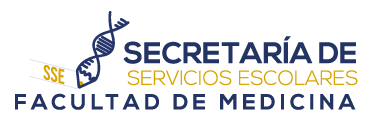 SSE
SECRETARÍA DE
SERVICIOS ESCOLARES
FACULTAD DE MEDICINA